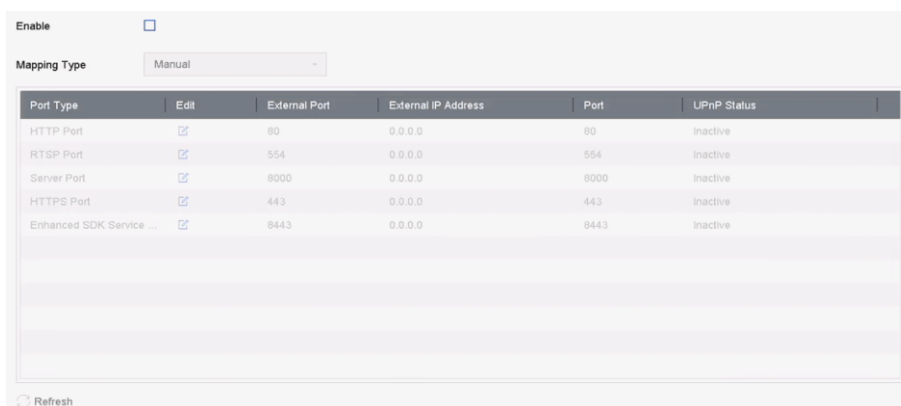 Enable
Mapping Type Manual
Port Type Edit External Port External IP Address Port UPnP Status
HTTP Port 80 0.0.0.0 80 Inactive
RTSP Port 554 0.0.0.0 554 Inactive
Server Port 8000 0.0.0.0 8000 Inactive
HTTPS Port 443 0.0.0.0 443 Inactive
Enhanced SDK Service ... 8443 0.0.0.0 8443 Inactive
Refresh